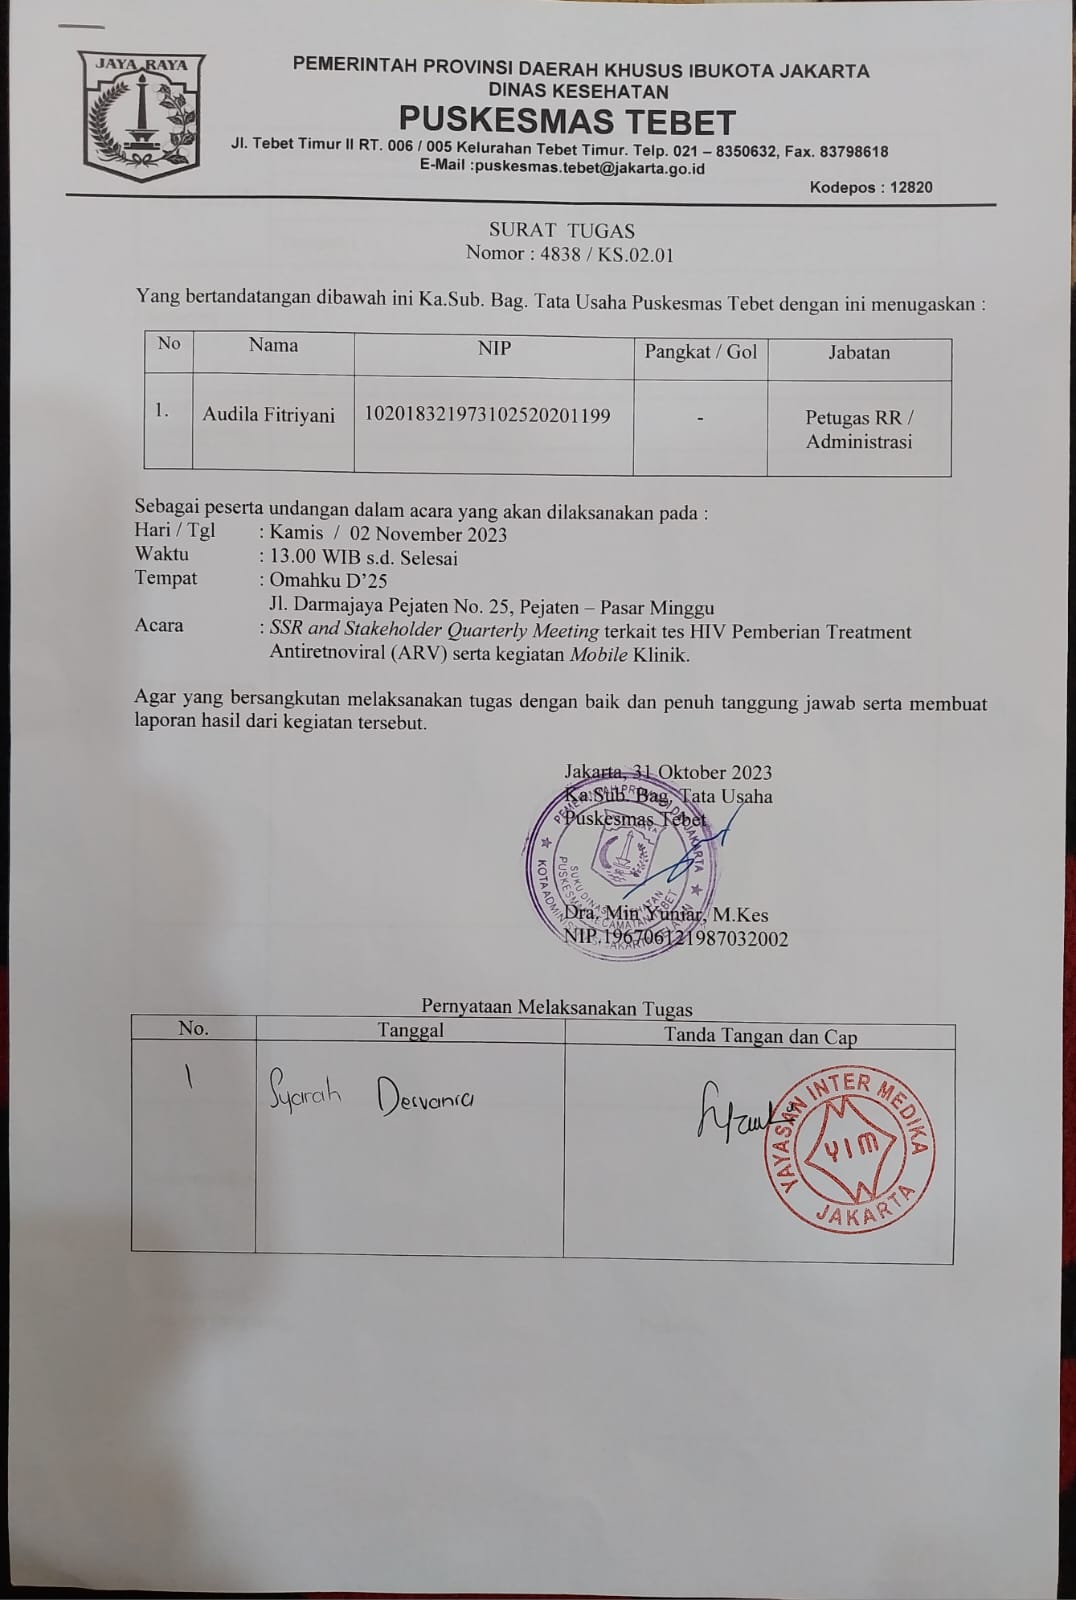 JAYA RAYA
PEMERINTAH PROVINSI DAERAH KHUSUS IBUKOTA JAKARTA
DINAS KESEHATAN
PUSKESMAS TEBET
Jl. Tebet Timur II RT. 006 / 005 Kelurahan Tebet Timur. Telp. 021 – 8350632, Fax. 83798618
E-Mail :puskesmas.tebet@jakarta.go.id
Kodepos : 12820
SURAT TUGAS
Nomor : 4838 / KS.02.01
Yang bertandatangan dibawah ini Ka.Sub. Bag. Tata Usaha Puskesmas Tebet dengan ini menugaskan :
No Nama NIP Pangkat / Gol Jabatan
1. Audila Fitriyani 102018321973102520201199 - Petugas RR /
Administrasi
Sebagai peserta undangan dalam acara yang akan dilaksanakan pada :
Hari / Tgl : Kamis / 02 November 2023
Waktu : 13.00 WIB s.d. Selesai
Tempat : Omahku D’25
Jl. Darmajaya Pejaten No. 25, Pejaten – Pasar Minggu
Acara : SSR and Stakeholder Quarterly Meeting terkait tes HIV Pemberian Treatment
Antiretnoviral (ARV) serta kegiatan Mobile Klinik.
Agar yang bersangkutan melaksanakan tugas dengan baik dan penuh tanggung jawab serta membuat
laporan hasil dari kegiatan tersebut.
Jakarta, 31 Oktober 2023
Ka.Sub. Bag. Tata Usaha
Puskesmas Tebet
Dra. Min Yuniar, M.Kes
NIP.196706121987032002
Pernyataan Melaksanakan Tugas
No. Tanggal Tanda Tangan dan Cap
1 Syarah Devania
YAYASAN INTER MEDIKA
YIM
JAKARTA